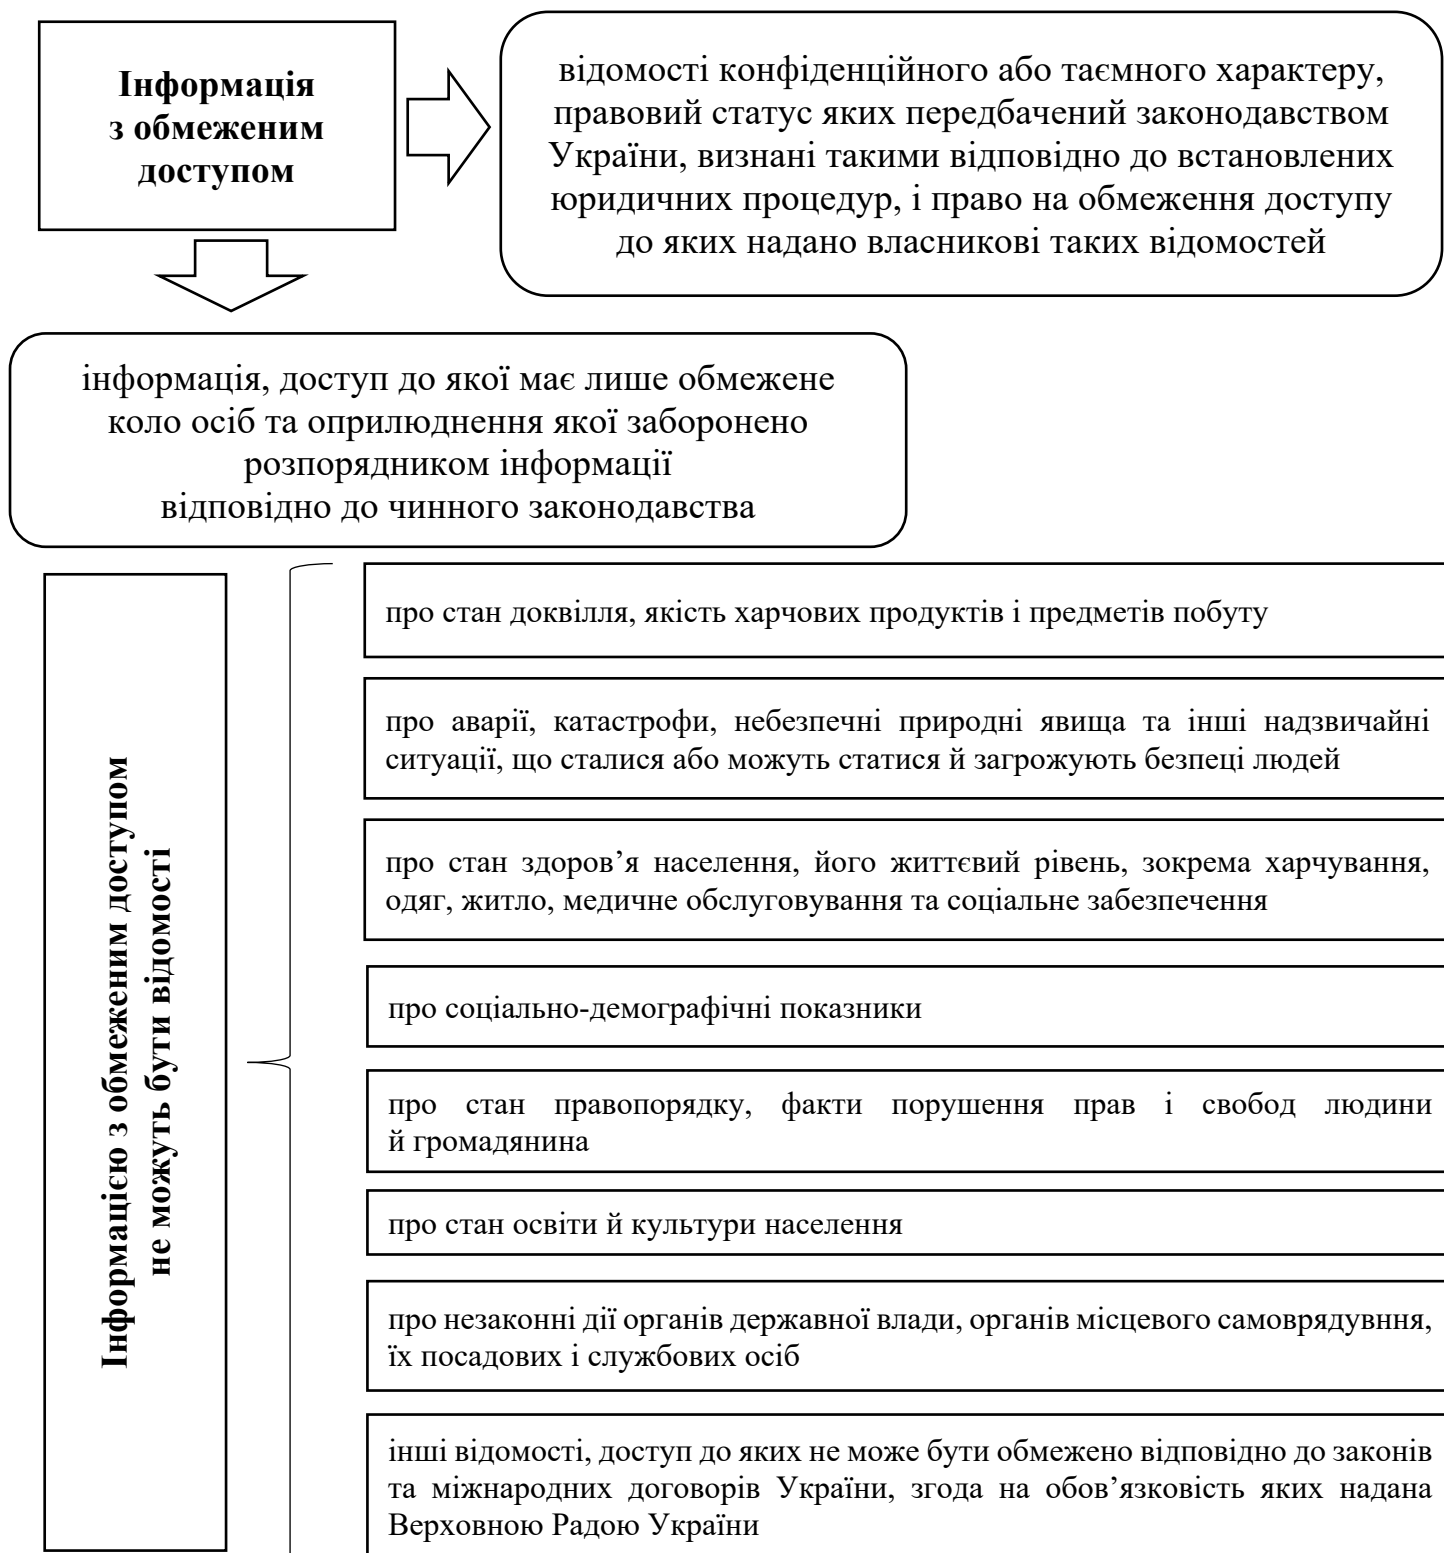 Інформація
з обмеженим
доступом
відомості конфіденційного або таємного характеру,
правовий статус яких передбачений законодавством
України, визнані такими відповідно до встановлених
юридичних процедур, і право на обмеження доступу
до яких надано власникові таких відомостей
інформація, доступ до якої має лише обмежене
коло осіб та оприлюднення якої заборонено
розпорядником інформації
відповідно до чинного законодавства
Інформацією з обмеженим доступом
не можуть бути відомості
про стан доквілля, якість харчових продуктів і предметів побуту
про аварії, катастрофи, небезпечні природні явища та інші надзвичайні
ситуації, що сталися або можуть статися й загрожують безпеці людей
про стан здоров’я населення, його життєвий рівень, зокрема харчування,
одяг, житло, медичне обслуговування та соціальне забезпечення
про соціально-демографічні показники
про стан правопорядку, факти порушення прав і свобод людини
й громадянина
про стан освіти й культури населення
про незаконні дії органів державної влади, органів місцевого самоврядувння,
їх посадових і службових осіб
інші відомості, доступ до яких не може бути обмежено відповідно до законів
та міжнародних договорів України, згода на обов’язковість яких надана
Верховною Радою України